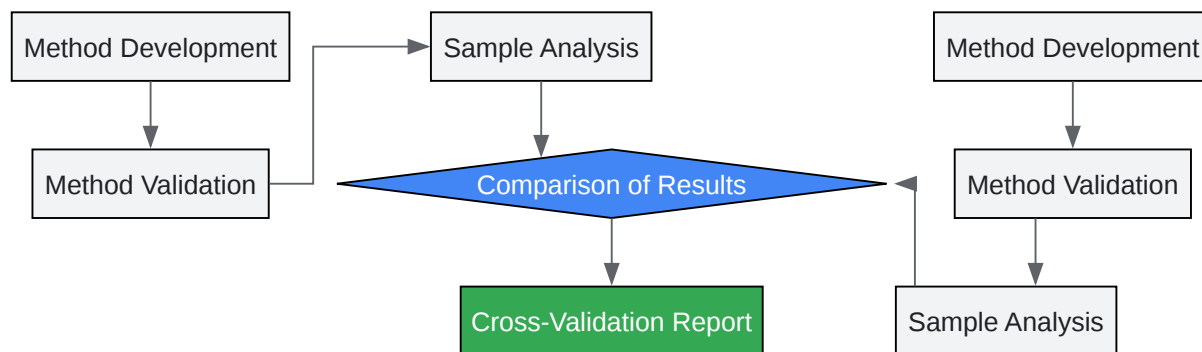 Method Development
Sample Analysis
Method Development
Method Validation
Comparison of Results
Method Validation
Cross-Validation Report
Sample Analysis